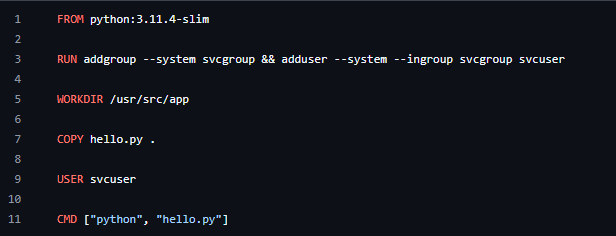 1 FROM python:3.11.4-slim
2
3 RUN addgroup --system svcgroup && adduser --system --ingroup svcgroup svcuser
4
5 WORKDIR /usr/src/app
6
7 COPY hello.py .
8
9 USER svcuser
10
11 CMD ["python", "hello.py"]